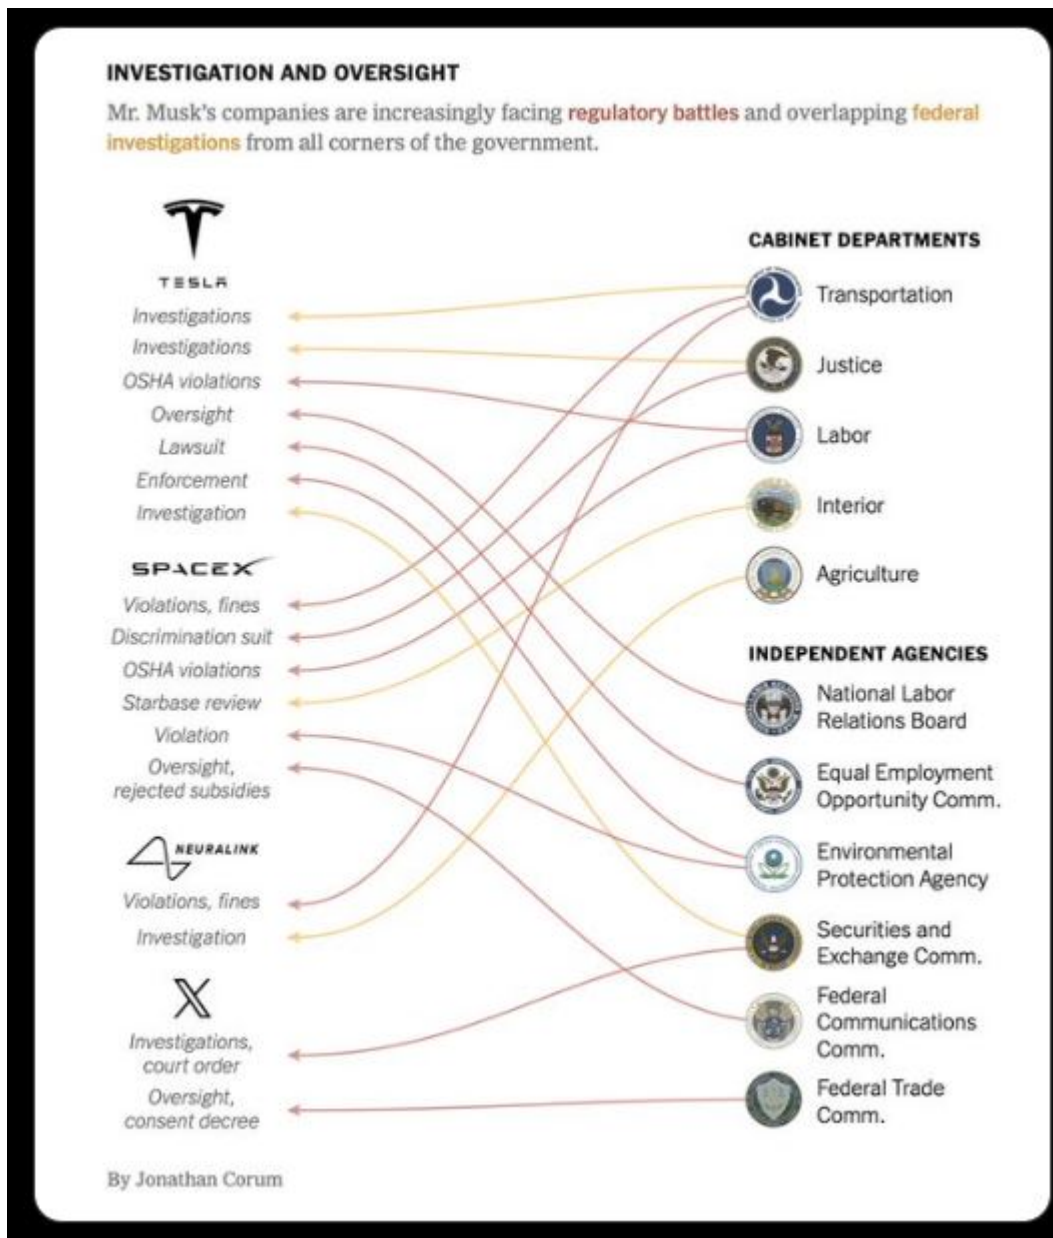 INVESTIGATION AND OVERSIGHT
Mr. Musk's companies are increasingly facing regulatory battles and overlapping federal
investigations from all corners of the government.
TESLA
Investigations
Investigations
OSHA violations
Oversight
Lawsuit
Enforcement
Investigation
SPACEX
Violations, fines
Discrimination suit
OSHA violations
Starbase review
Violation
Oversight,
rejected subsidies
NEURALINK
Violations, fines
Investigation
X
Investigations,
court order
Oversight,
consent decree
CABINET DEPARTMENTS
Transportation
Justice
Labor
Interior
Agriculture
INDEPENDENT AGENCIES
National Labor
Relations Board
Equal Employment
Opportunity Comm.
Environmental
Protection Agency
Securities and
Exchange Comm.
Federal
Communications
Comm.
Federal Trade
Comm.
By Jonathan Corum